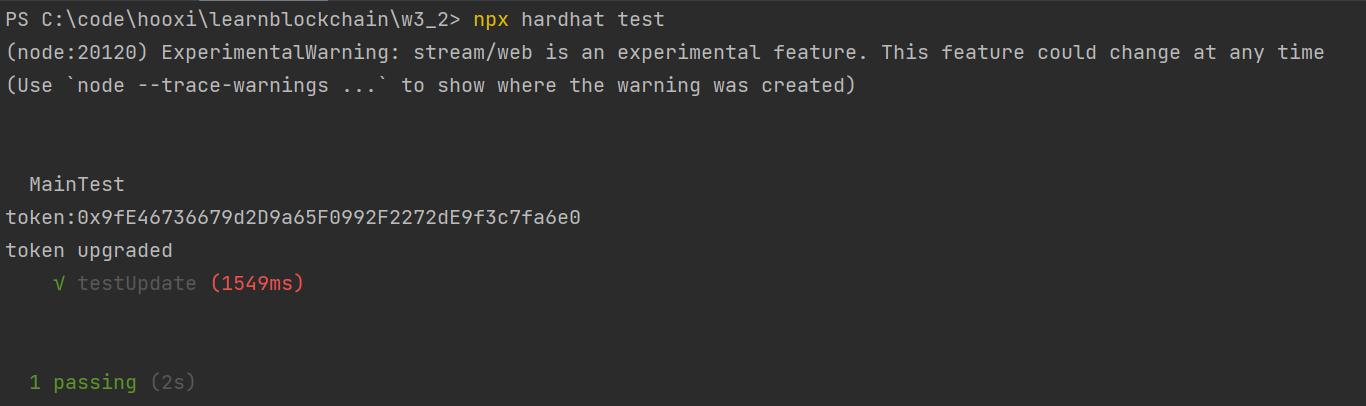 PS C:\code\hooxi\learnblockchain\w3_2> npx hardhat test
(node:20120) ExperimentalWarning: stream/web is an experimental feature. This feature could change at any time
(Use `node --trace-warnings ...` to show where the warning was created)
MainTest
token:0x9fE46736679d2D9a65F0992F2272dE9f3c7fa6e0
token upgraded
√ testUpdate (1549ms)
1 passing (2s)